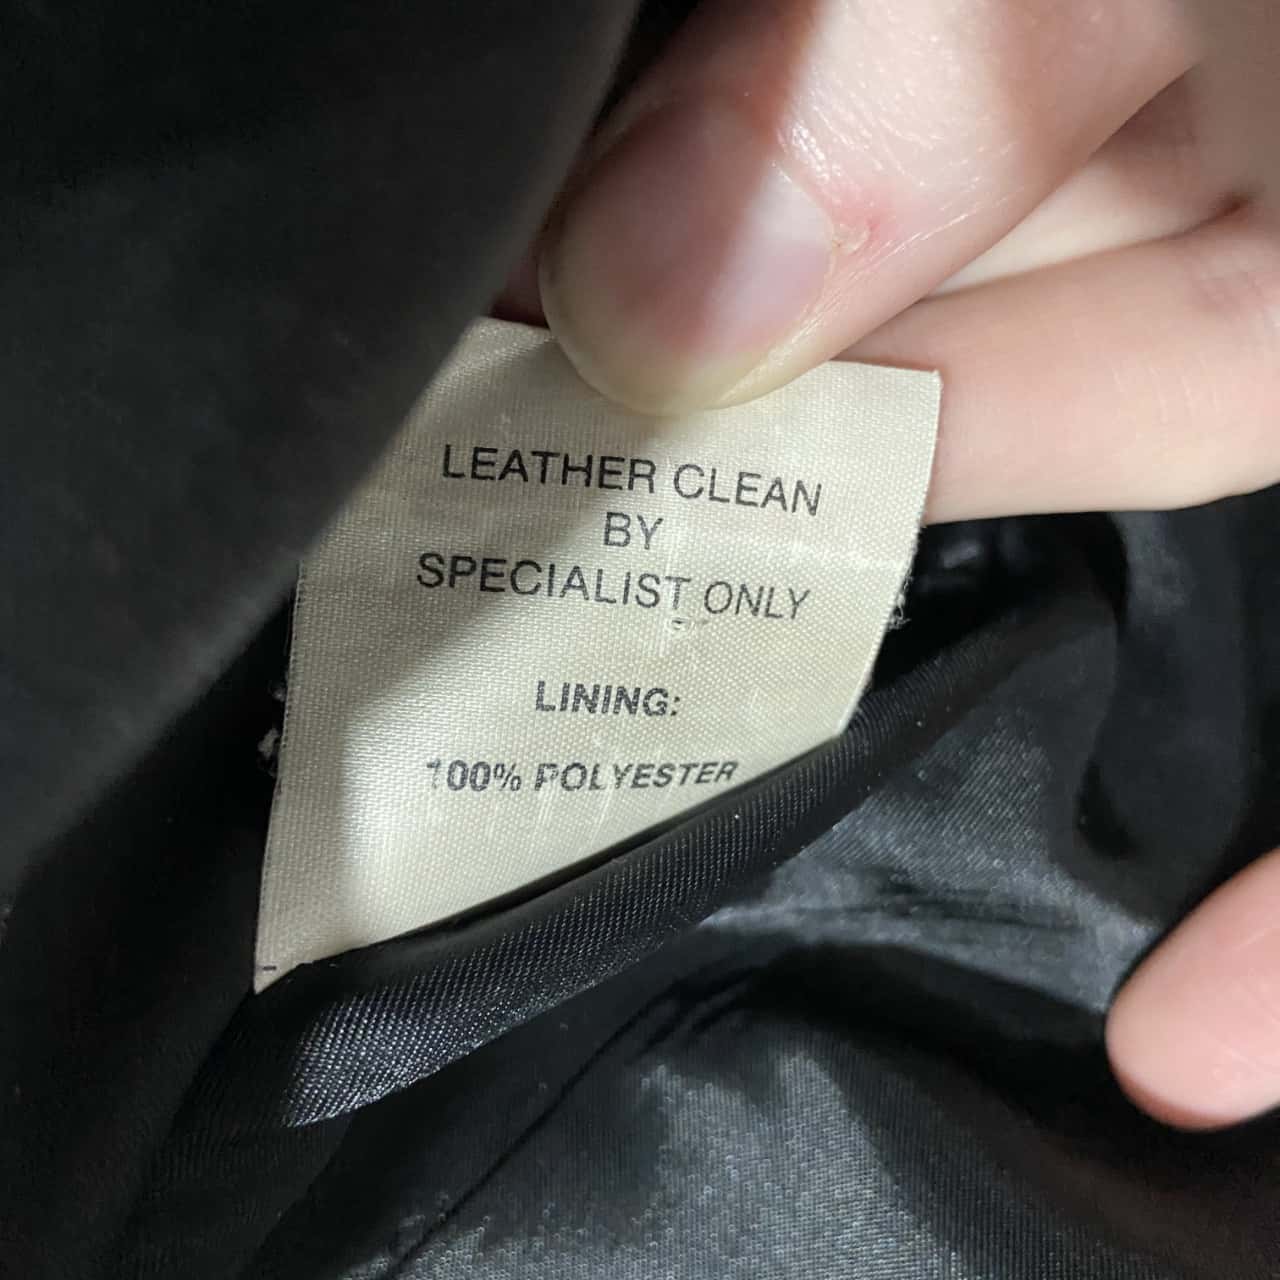 LEATHER CLEAN
BY
SPECIALIST ONLY
LINING:
100% POLYESTER